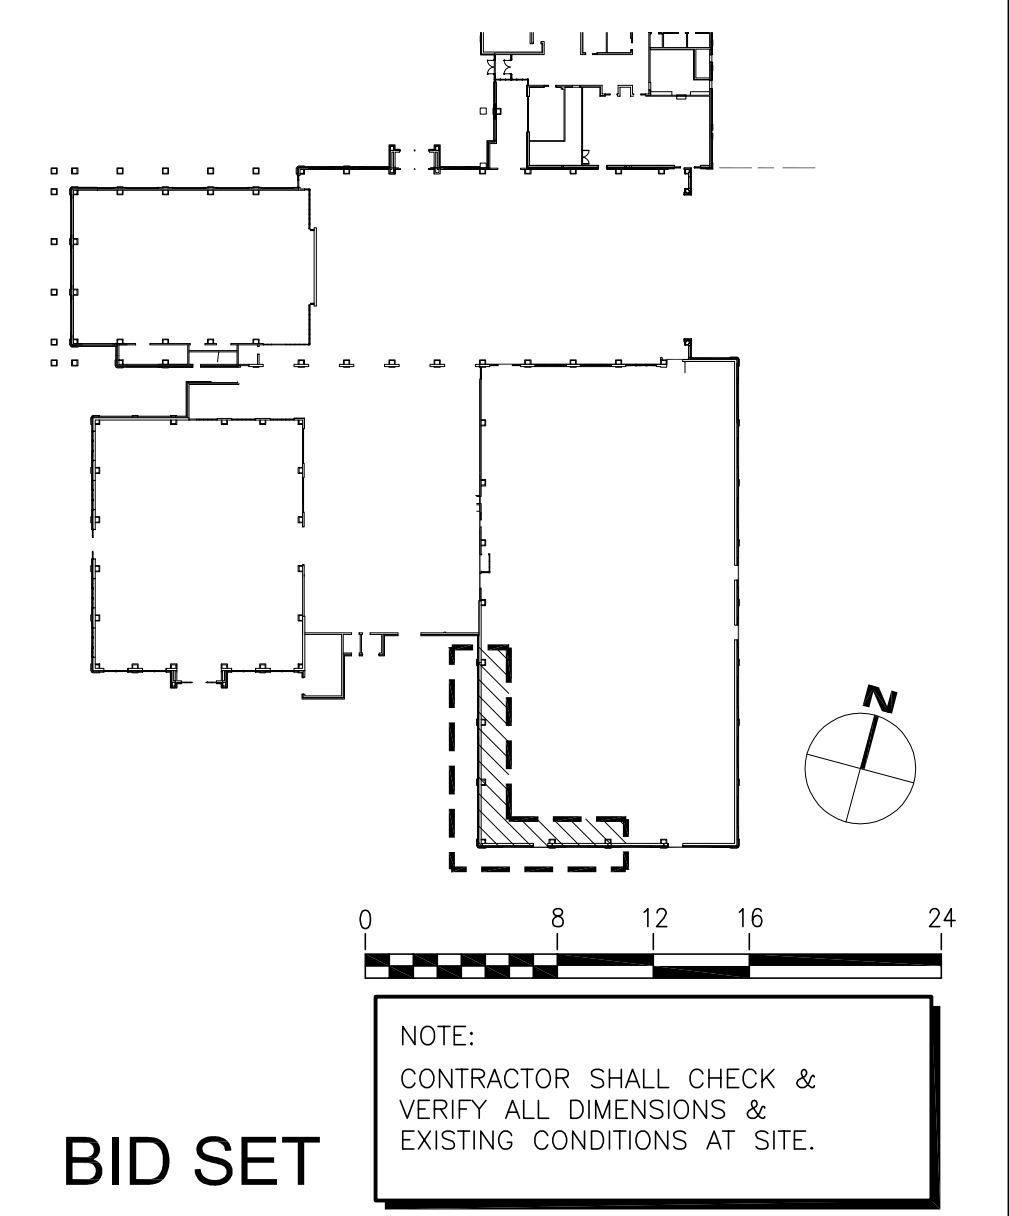 N
0 8 12 16 24
NOTE:
CONTRACTOR SHALL CHECK &
VERIFY ALL DIMENSIONS &
EXISTING CONDITIONS AT SITE.
BID SET